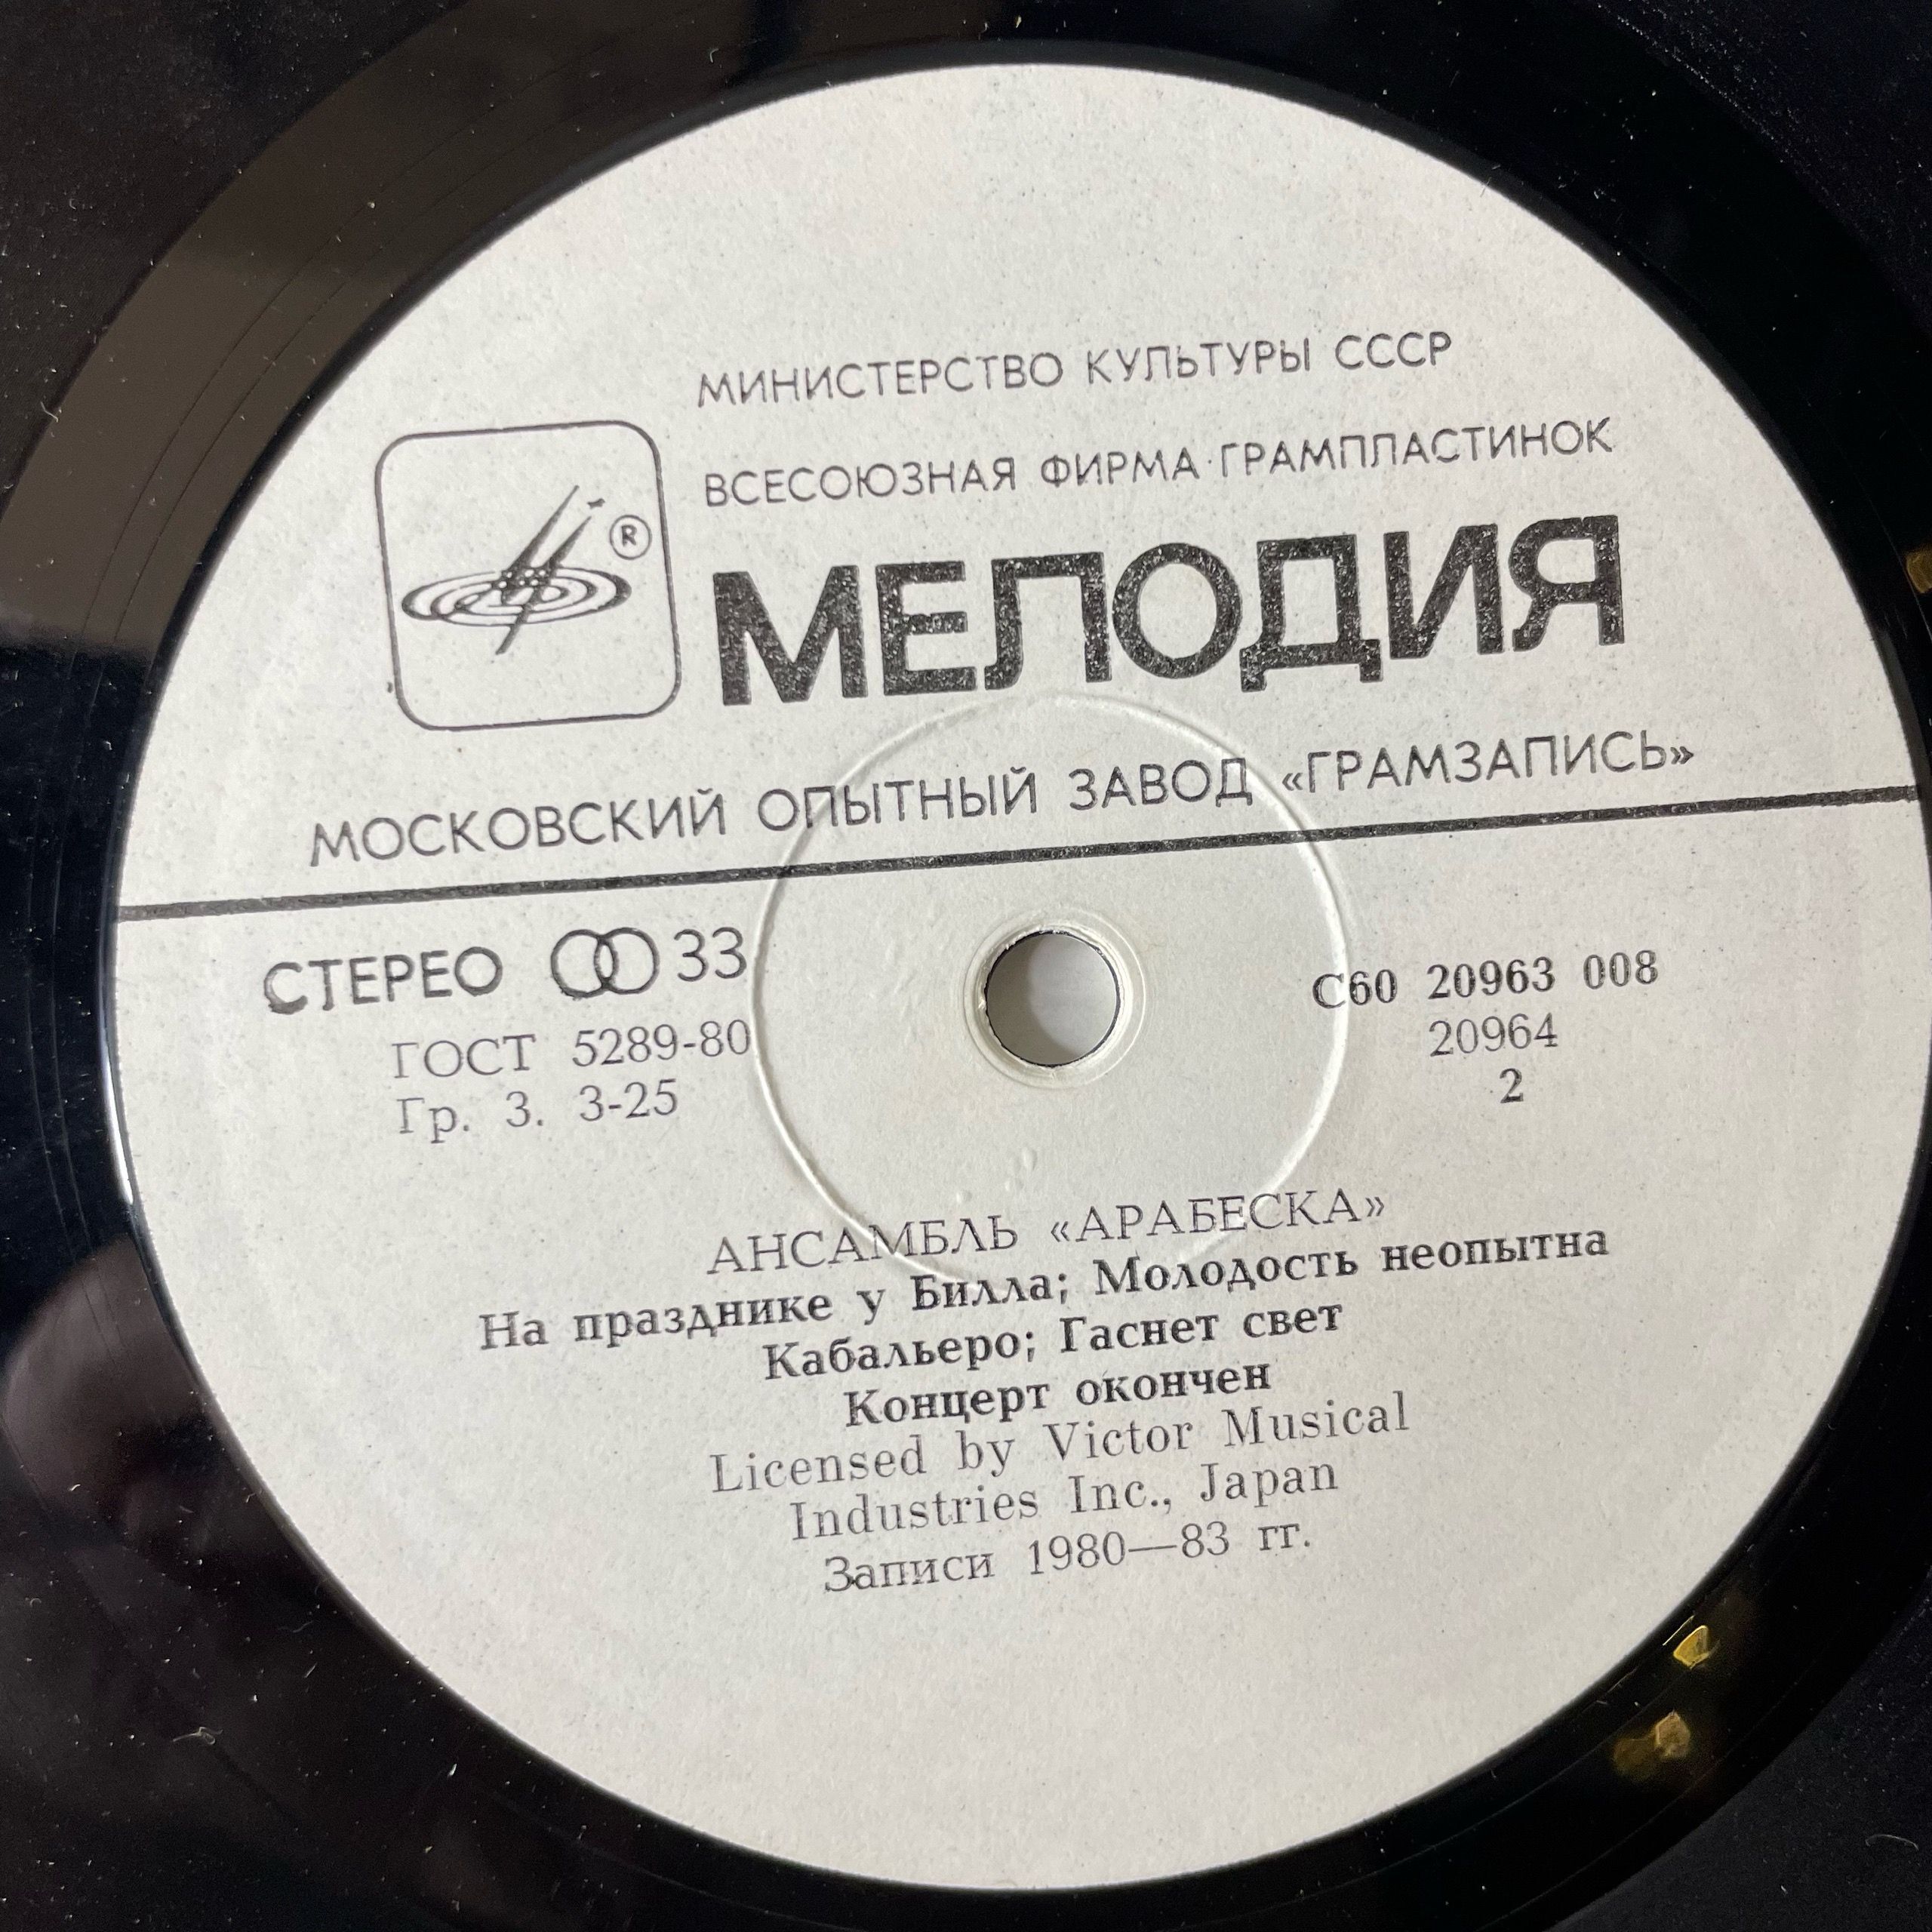 МИНИСТЕРСТВО КУЛЬТУРЫ СССР
ВСЕСОЮЗНАЯ ФИРМА ГРАМПЛАСТИНОК
®
МЕЛОДИЯ
МОСКОВСКИЙ ОПЫТНЫЙ ЗАВОД «ГРАМЗАПИСЬ»
СТЕРЕО 33
ГОСТ 5289-80
Гр. 3. 3-25
С60 20963 008
20964
2
АНСАМБЛЬ «АРАБЕСКА»
На празднике у Билла; Молодость неопытна
Кабальеро; Гаснет свет
Концерт окончен
Licensed by Victor Musical
Industries Inc., Japan
Записи 1980—83 гг.